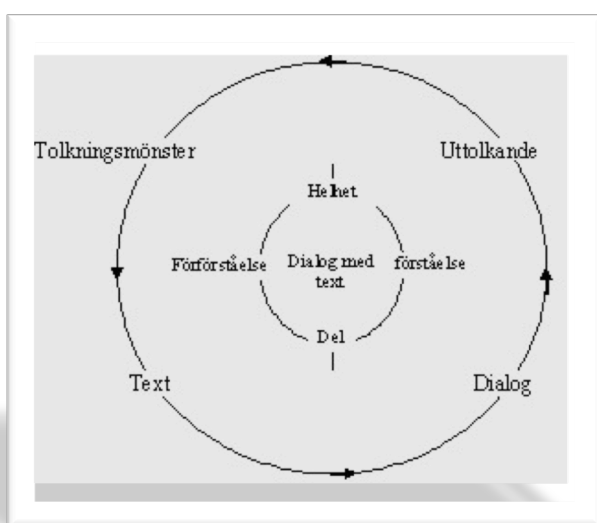 Tolkningsmönster
Uttolkande
Helhet
Förförståelse
Dialog med
text
förståelse
Del
Text
Dialog